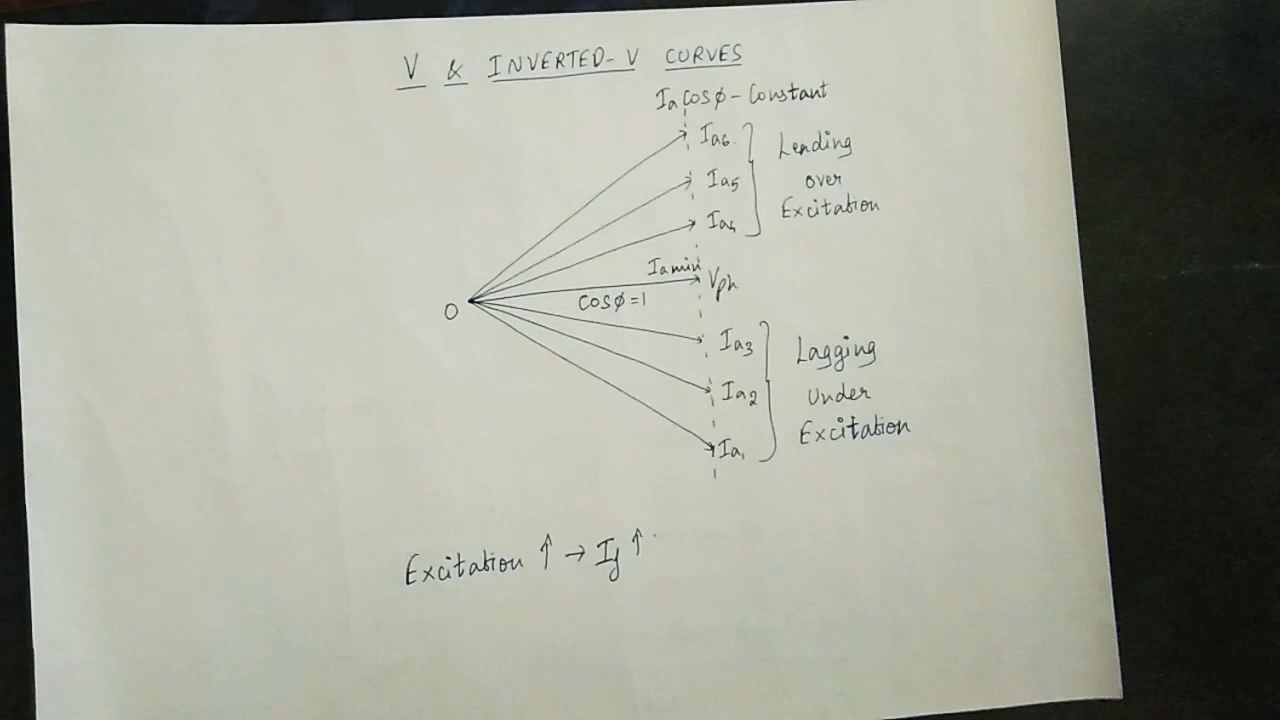 V & INVERTED-V CURVES
Ia cosφ - Constant
Ia6
Ia5
Ia4
Leading
over
Excitation
Iamin
Vph
O
cosφ=1
Ia3
Ia2
Ia1
Lagging
Under
Excitation
Excitation ↑ → If ↑